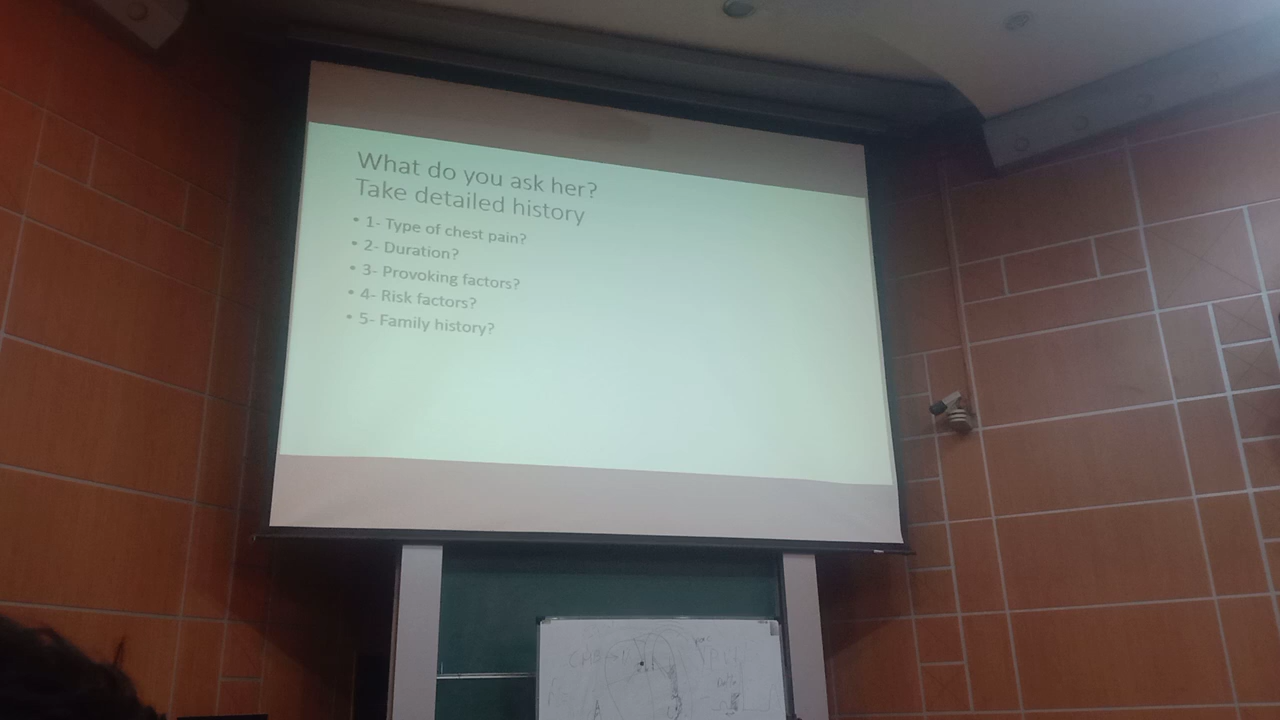 What do you ask her?
Take detailed history
• 1- Type of chest pain?
• 2- Duration?
• 3- Provoking factors?
• 4- Risk factors?
• 5- Family history?